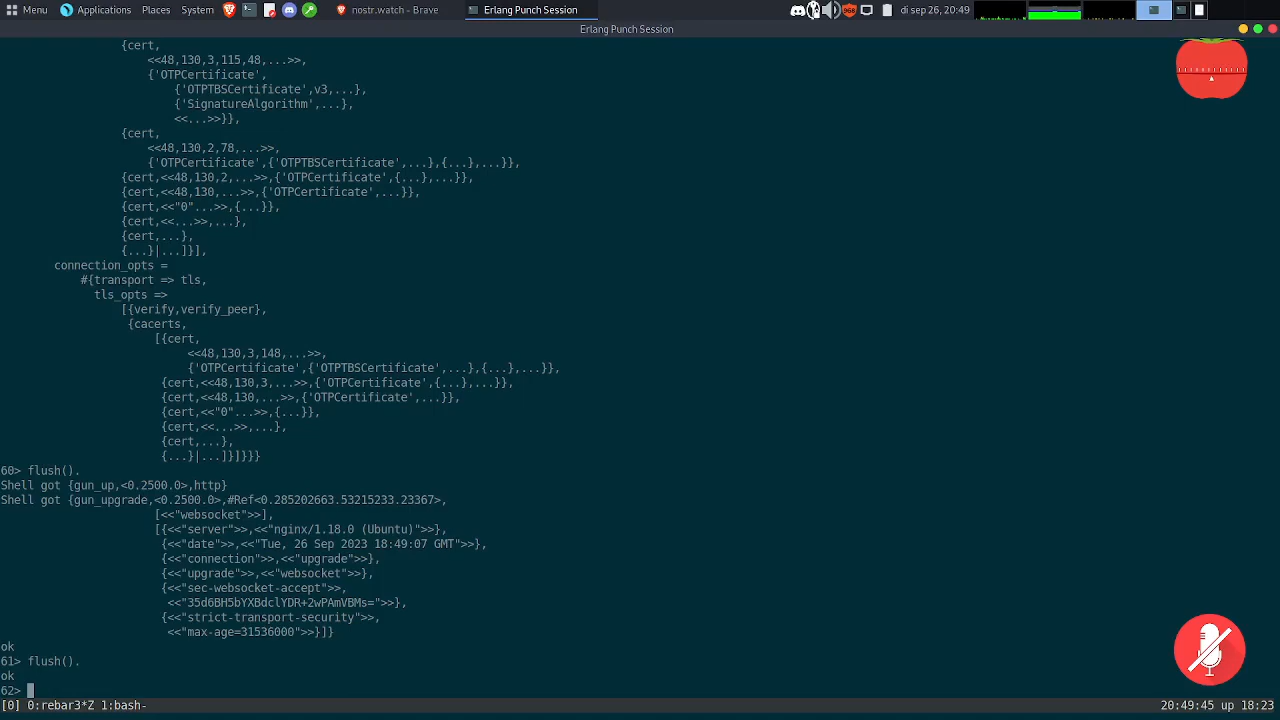 Menu Applications Places System nostr.watch - Brave Erlang Punch Session 968 di sep 26, 20:49
Erlang Punch Session
{cert,
<<48,130,3,115,48,...>>,
{'OTPCertificate',
{'OTPTBSCertificate',v3,...},
{'SignatureAlgorithm',...},
<<...>>}},
{cert,
<<48,130,2,78,...>>,
{'OTPCertificate',{'OTPTBSCertificate',...},{...},...}},
{cert,<<48,130,2,...>>,{'OTPCertificate',{...},...}},
{cert,<<48,130,...>>,{'OTPCertificate',...}},
{cert,<<"0"...>>,{...}},
{cert,<<...>>,...},
{cert,...},
{...}|...]}],
connection_opts =
#{transport => tls,
tls_opts =>
[{verify,verify_peer},
{cacerts,
[{cert,
<<48,130,3,148,...>>,
{'OTPCertificate',{'OTPTBSCertificate',...},{...},...}},
{cert,<<48,130,3,...>>,{'OTPCertificate',{...},...}},
{cert,<<48,130,...>>,{'OTPCertificate',...}},
{cert,<<"0"...>>,{...}},
{cert,<<...>>,...},
{cert,...},
{...}|...]}]}}}
60> flush().
Shell got {gun_up,<0.2500.0>,http}
Shell got {gun_upgrade,<0.2500.0>,#Ref<0.285202663.53215233.23367>,
[<<"websocket">>],
[{<<"server">>,<<"nginx/1.18.0 (Ubuntu)">>},
{<<"date">>,<<"Tue, 26 Sep 2023 18:49:07 GMT">>},
{<<"connection">>,<<"upgrade">>},
{<<"upgrade">>,<<"websocket">>},
{<<"sec-websocket-accept">>,
<<"35d6BH5bYXBdclYDR+2wPAmVBMs=">>},
{<<"strict-transport-security">>,
<<"max-age=31536000">>}]}
ok
61> flush().
ok
62>
[0] 0:rebar3*Z 1:bash- 20:49:45 up 18:23